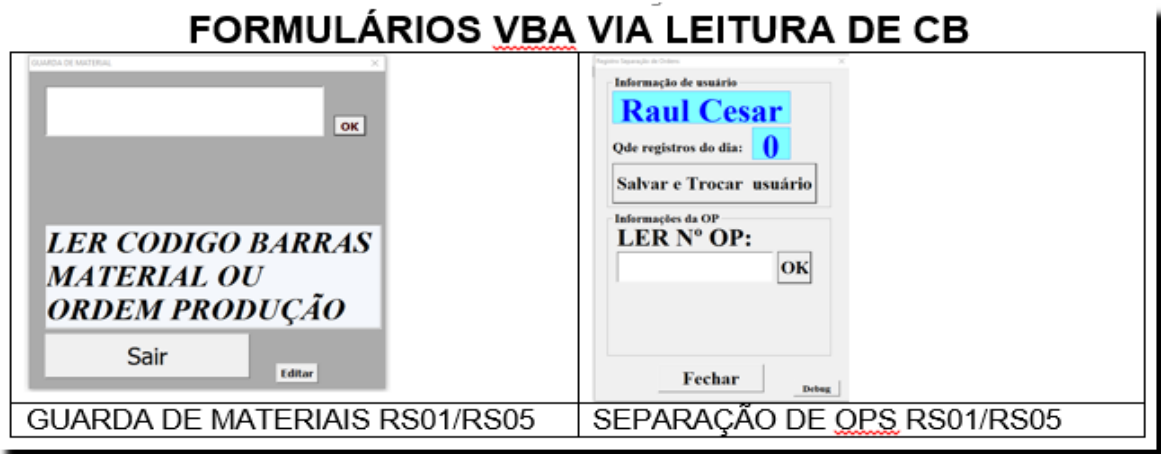 FORMULÁRIOS VBA VIA LEITURA DE CB
GUARDA DE MATERIAL
OK
LER CODIGO BARRAS
MATERIAL OU
ORDEM PRODUÇÃO
Sair
Editar
Registro Separação de Ordens
Informação de usuário
Raul Cesar
Qde registros do dia: 0
Salvar e Trocar usuário
Informações da OP
LER Nº OP:
OK
Fechar
Debug
GUARDA DE MATERIAIS RS01/RS05
SEPARAÇÃO DE OPS RS01/RS05